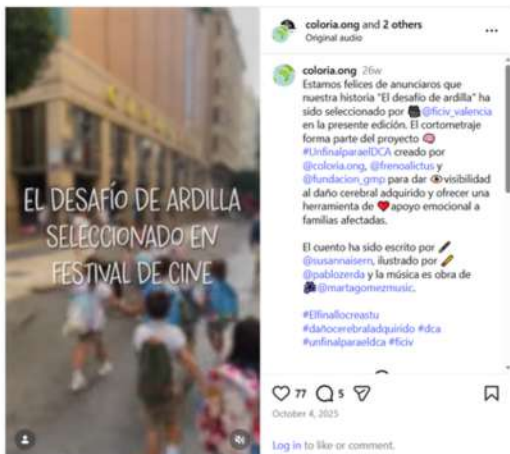 EL DESAFÍO DE ARDILLA
SELECCIONADO EN
FESTIVAL DE CINE
coloria.ong and 2 others
Original audio
coloria.ong 26w
Estamos felices de anunciaros que
nuestra historia "El desafío de ardilla" ha
sido seleccionado por 🎬@ficiv_valencia
en la presente edición. El cortometraje
forma parte del proyecto 🧠
#UnfinalparaelDCA creado por
@coloria.ong, @frenoalictus y
@fundacion_gmp para dar 👁️visibilidad
al daño cerebral adquirido y ofrecer una
herramienta de ❤️apoyo emocional a
familias afectadas.
El cuento ha sido escrito por 🖋️
@susannaisern, ilustrado por 🖌️
@pablozerda y la música es obra de
🎼@martagomezmusic.
#Elfinallocreastu
#dañocerebraladquirido #dca
#unfinalparaeldca #ficiv
77 5
October 4, 2025
Log in to like or comment.